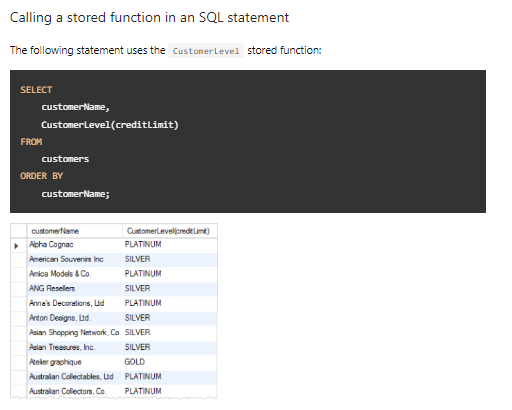 Calling a stored function in an SQL statement
The following statement uses the CustomerLevel stored function:
SELECT
customerName,
CustomerLevel(creditLimit)
FROM
customers
ORDER BY
customerName;
customerName CustomerLevel(creditLimit)
Alpha Cognac PLATINUM
American Souvenirs Inc SILVER
Amica Models & Co. PLATINUM
ANG Resellers SILVER
Anna's Decorations, Ltd PLATINUM
Anton Designs, Ltd. SILVER
Asian Shopping Network, Co SILVER
Asian Treasures, Inc. SILVER
Atelier graphique GOLD
Australian Collectables, Ltd PLATINUM
Australian Collectors, Co. PLATINUM